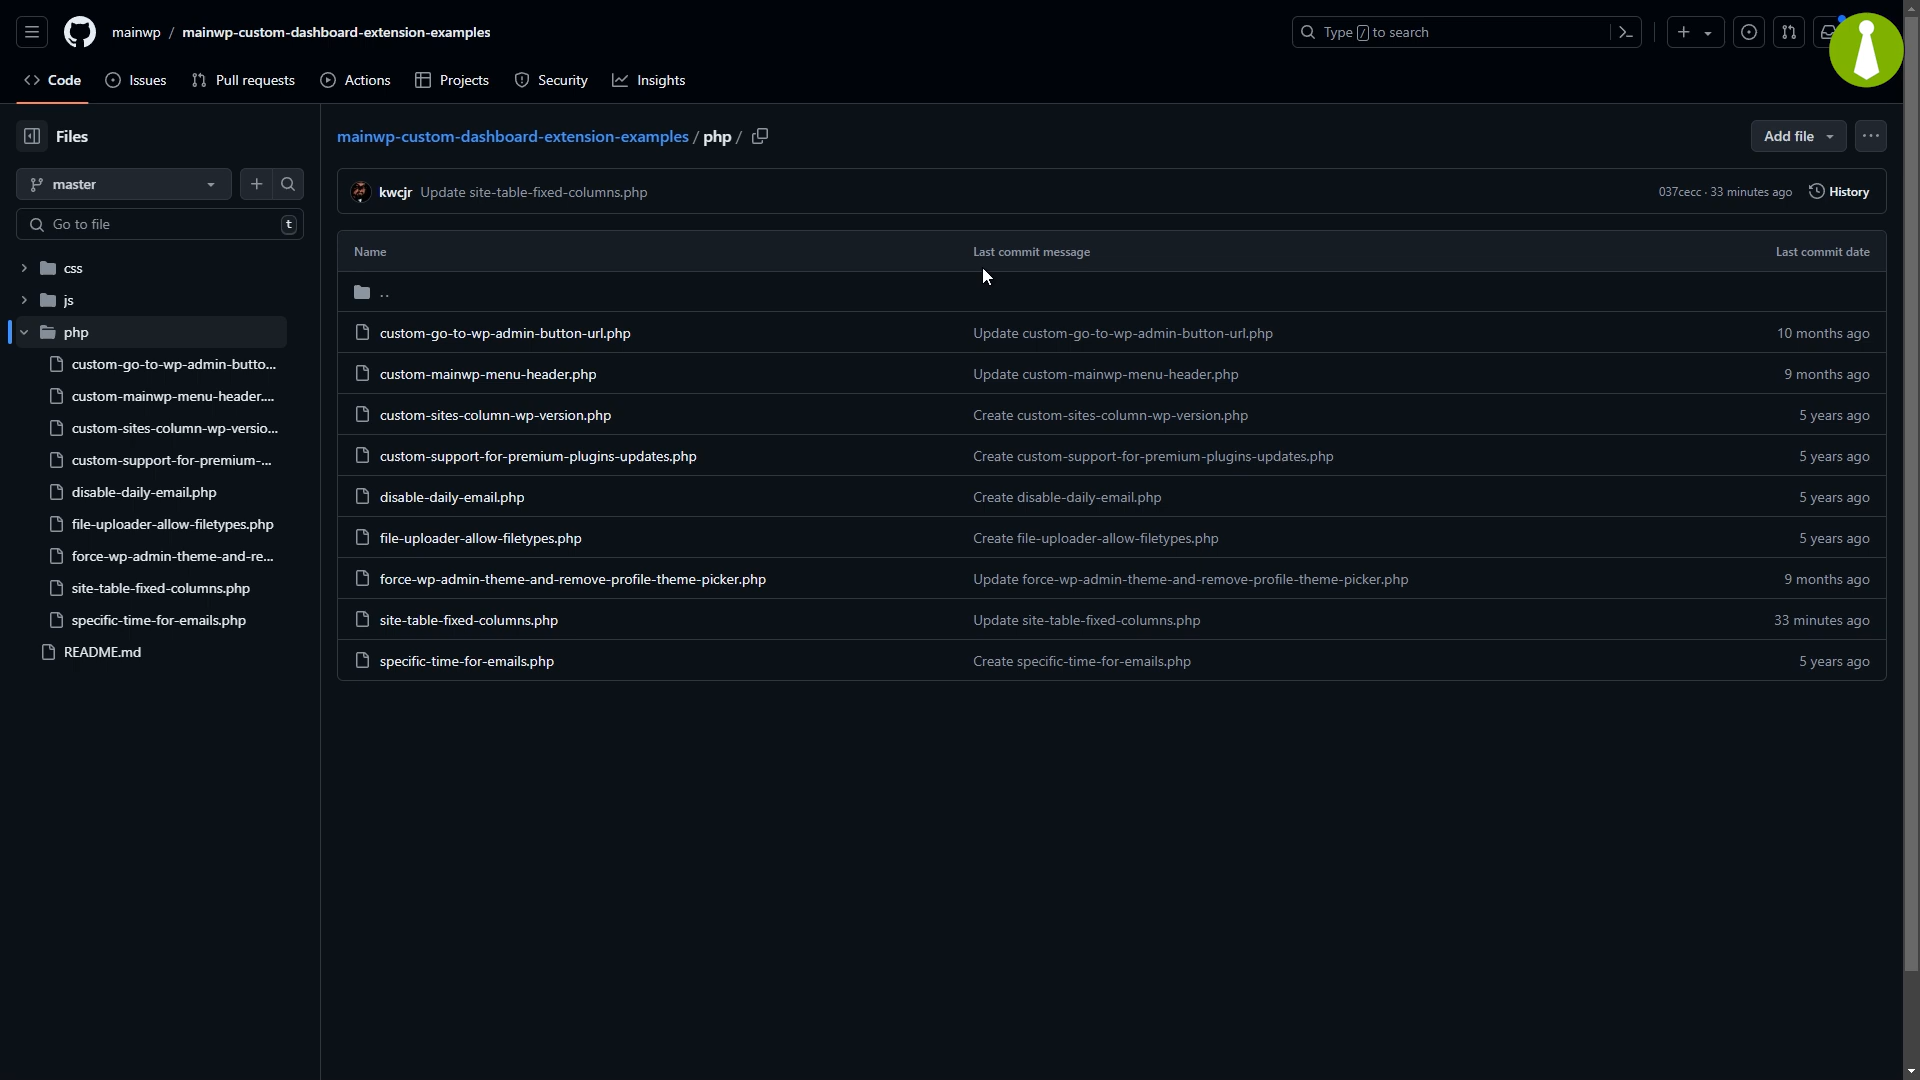 mainwp / mainwp-custom-dashboard-extension-examples
Type / to search
Code Issues Pull requests Actions Projects Security Insights
Files
master
Go to file t
css
js
php
custom-go-to-wp-admin-butto...
custom-mainwp-menu-header....
custom-sites-column-wp-versio...
custom-support-for-premium-...
disable-daily-email.php
file-uploader-allow-filetypes.php
force-wp-admin-theme-and-re...
site-table-fixed-columns.php
specific-time-for-emails.php
README.md
mainwp-custom-dashboard-extension-examples / php /
Add file
kwcjr Update site-table-fixed-columns.php 037cecc · 33 minutes ago History
Name Last commit message Last commit date
..
custom-go-to-wp-admin-button-url.php Update custom-go-to-wp-admin-button-url.php 10 months ago
custom-mainwp-menu-header.php Update custom-mainwp-menu-header.php 9 months ago
custom-sites-column-wp-version.php Create custom-sites-column-wp-version.php 5 years ago
custom-support-for-premium-plugins-updates.php Create custom-support-for-premium-plugins-updates.php 5 years ago
disable-daily-email.php Create disable-daily-email.php 5 years ago
file-uploader-allow-filetypes.php Create file-uploader-allow-filetypes.php 5 years ago
force-wp-admin-theme-and-remove-profile-theme-picker.php Update force-wp-admin-theme-and-remove-profile-theme-picker.php 9 months ago
site-table-fixed-columns.php Update site-table-fixed-columns.php 33 minutes ago
specific-time-for-emails.php Create specific-time-for-emails.php 5 years ago